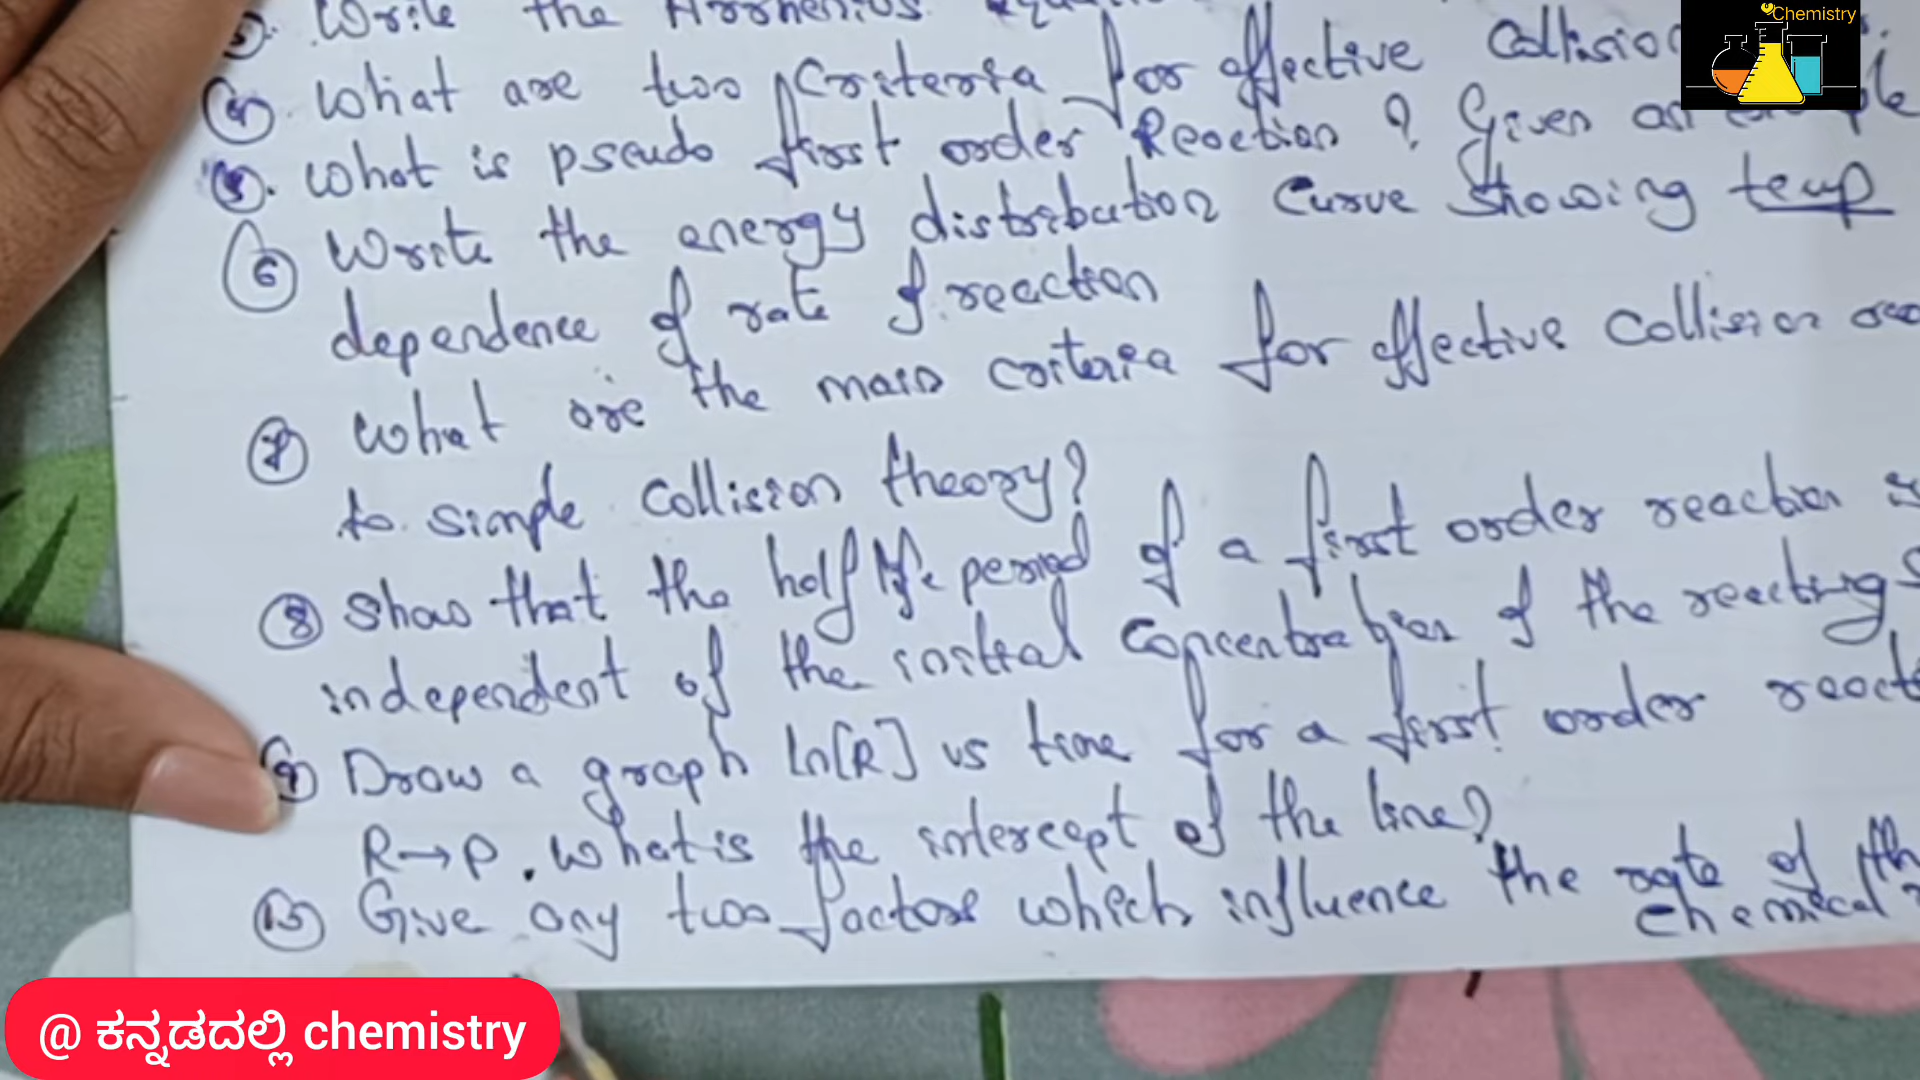 3. Write the Arrhenius
4. What are two Criteria for effective Collision
5. What is pseudo first order Reaction? Given an
6 Write the energy distribution Curve Showing temp
dependence of rate of reaction
7 What are the main criteria for effective Collision
to simple Collision theory?
8 Show that the half life period of a first order reaction is
independent of the initial Concentration of the reacting
9 Draw a graph ln[R] vs time for a first order
R→P. What is the intercept of the line?
10 Give any two factors which influence the rate of
chemical
Chemistry
@ ಕನ್ನಡದಲ್ಲಿ chemistry